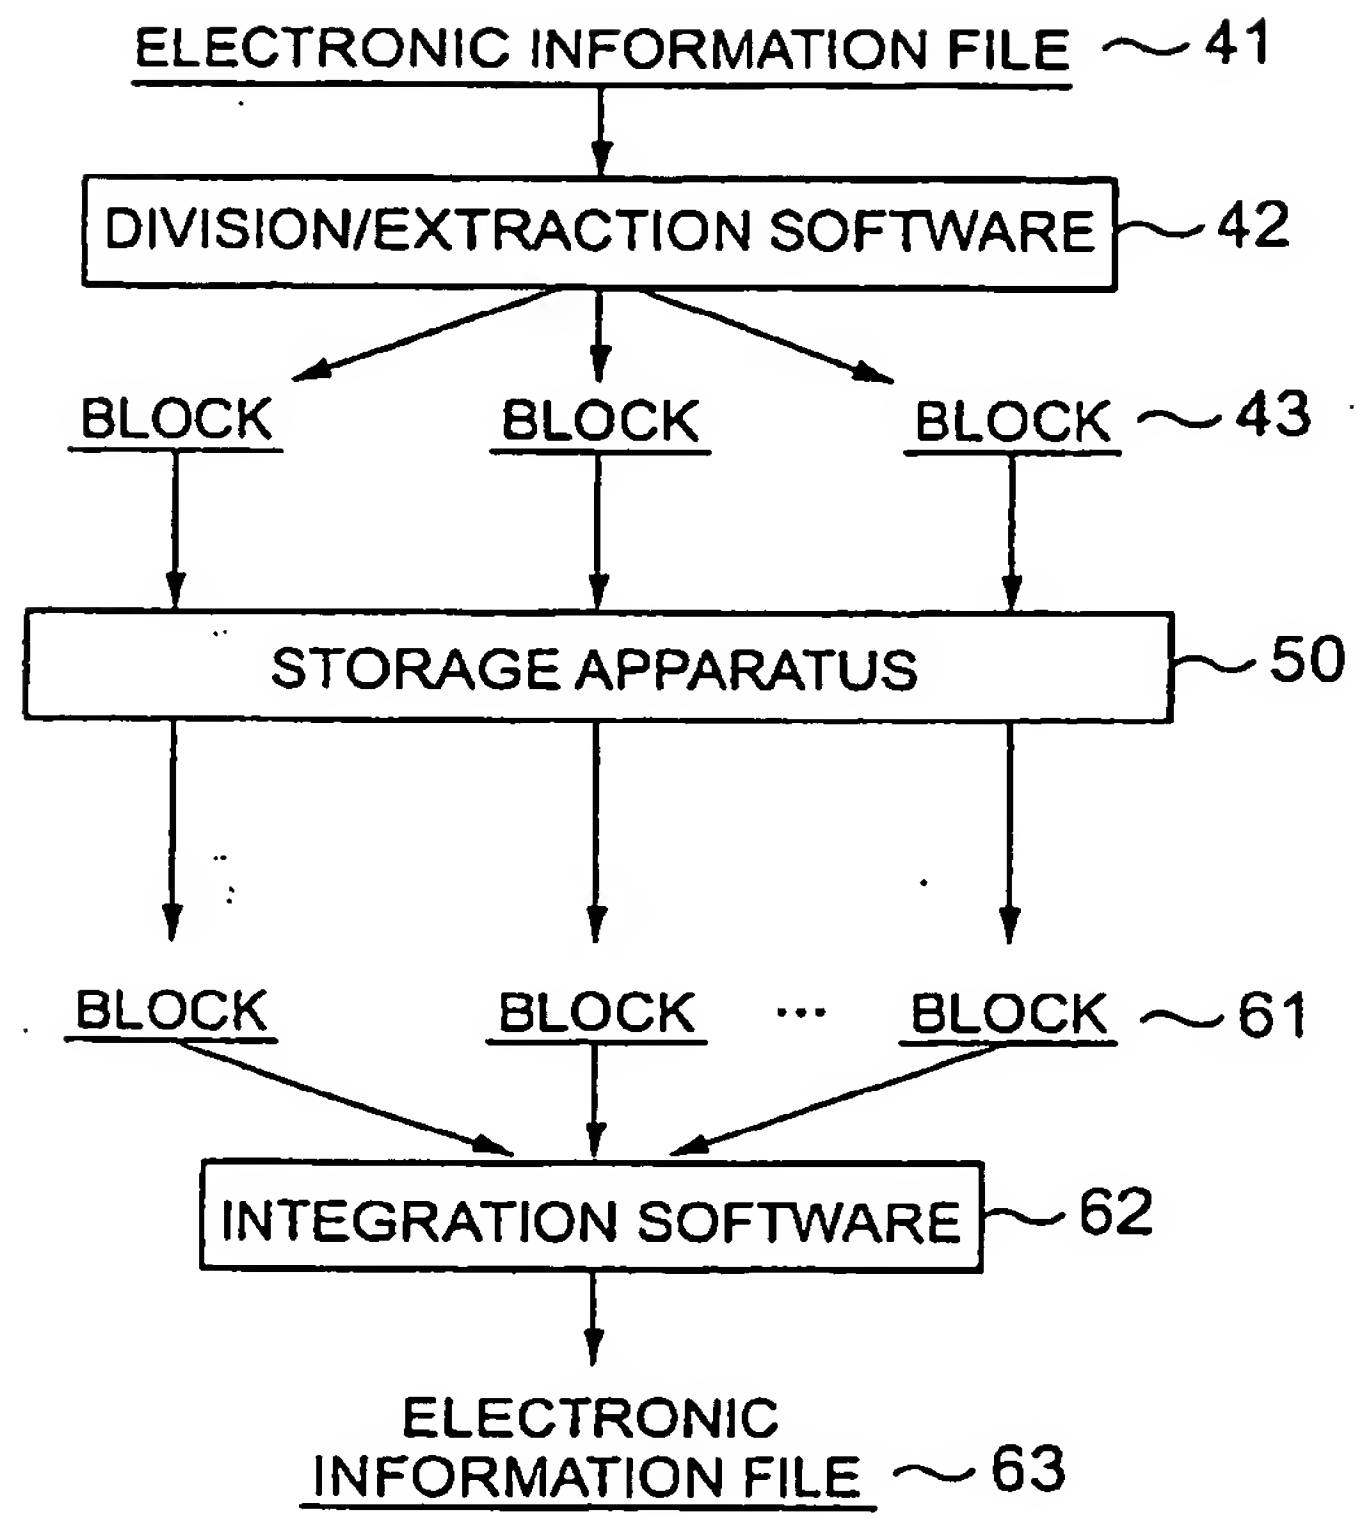 ELECTRONIC INFORMATION FILE 41
DIVISION/EXTRACTION SOFTWARE 42
BLOCK BLOCK BLOCK 43
STORAGE APPARATUS 50
BLOCK BLOCK ... BLOCK 61
INTEGRATION SOFTWARE 62
ELECTRONIC
INFORMATION FILE 63